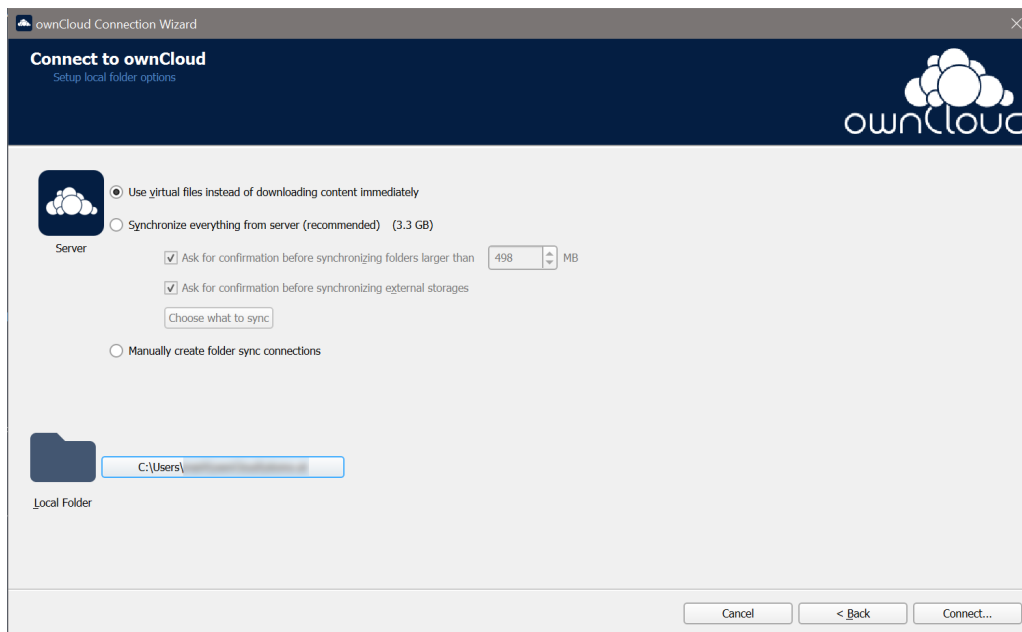 ownCloud Connection Wizard
Connect to ownCloud
Setup local folder options
ownCloud
Use virtual files instead of downloading content immediately
Synchronize everything from server (recommended) (3.3 GB)
Server
Ask for confirmation before synchronizing folders larger than 498 MB
Ask for confirmation before synchronizing external storages
Choose what to sync
Manually create folder sync connections
C:\Users\
Local Folder
Cancel < Back Connect...